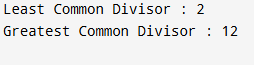 Least Common Divisor : 2
Greatest Common Divisor : 12